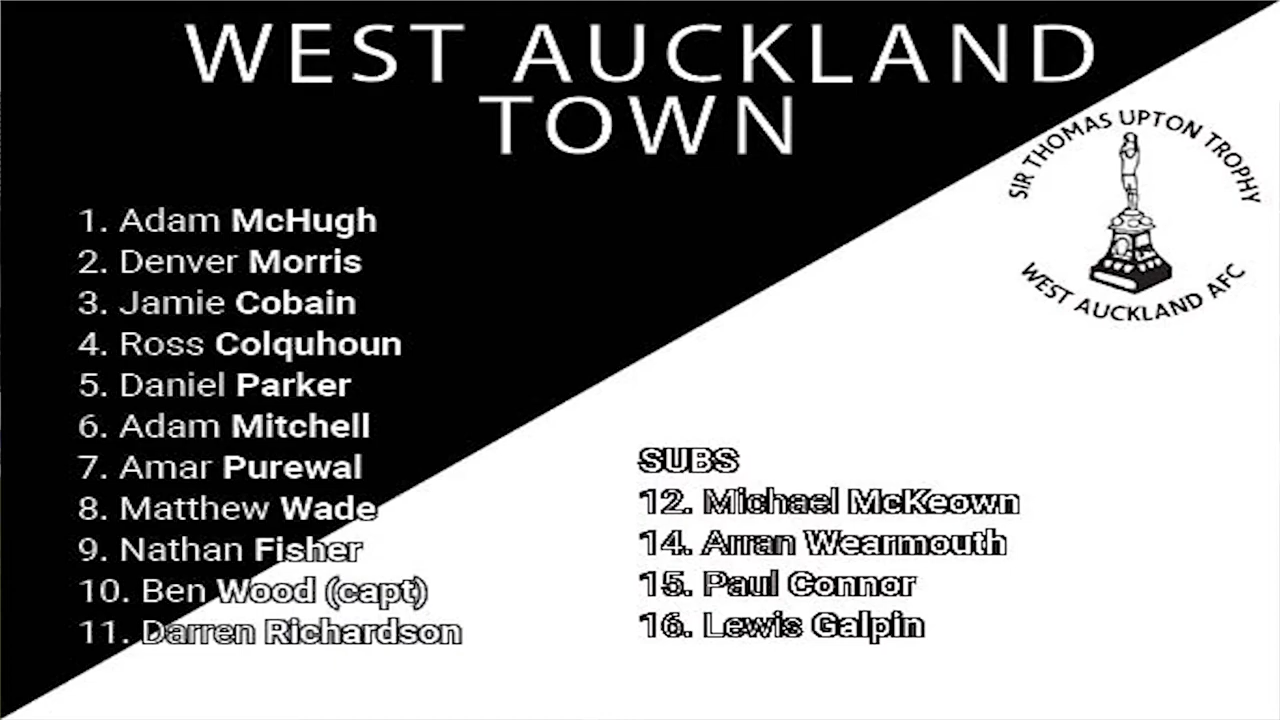 WEST AUCKLAND
TOWN
SIR THOMAS UPTON TROPHY
WEST AUCKLAND AFC
1. Adam McHugh
2. Denver Morris
3. Jamie Cobain
4. Ross Colquhoun
5. Daniel Parker
6. Adam Mitchell
7. Amar Purewal
8. Matthew Wade
9. Nathan Fisher
10. Ben Wood (capt)
11. Darren Richardson
SUBS
12. Michael McKeown
14. Arran Wearmouth
15. Paul Connor
16. Lewis Galpin